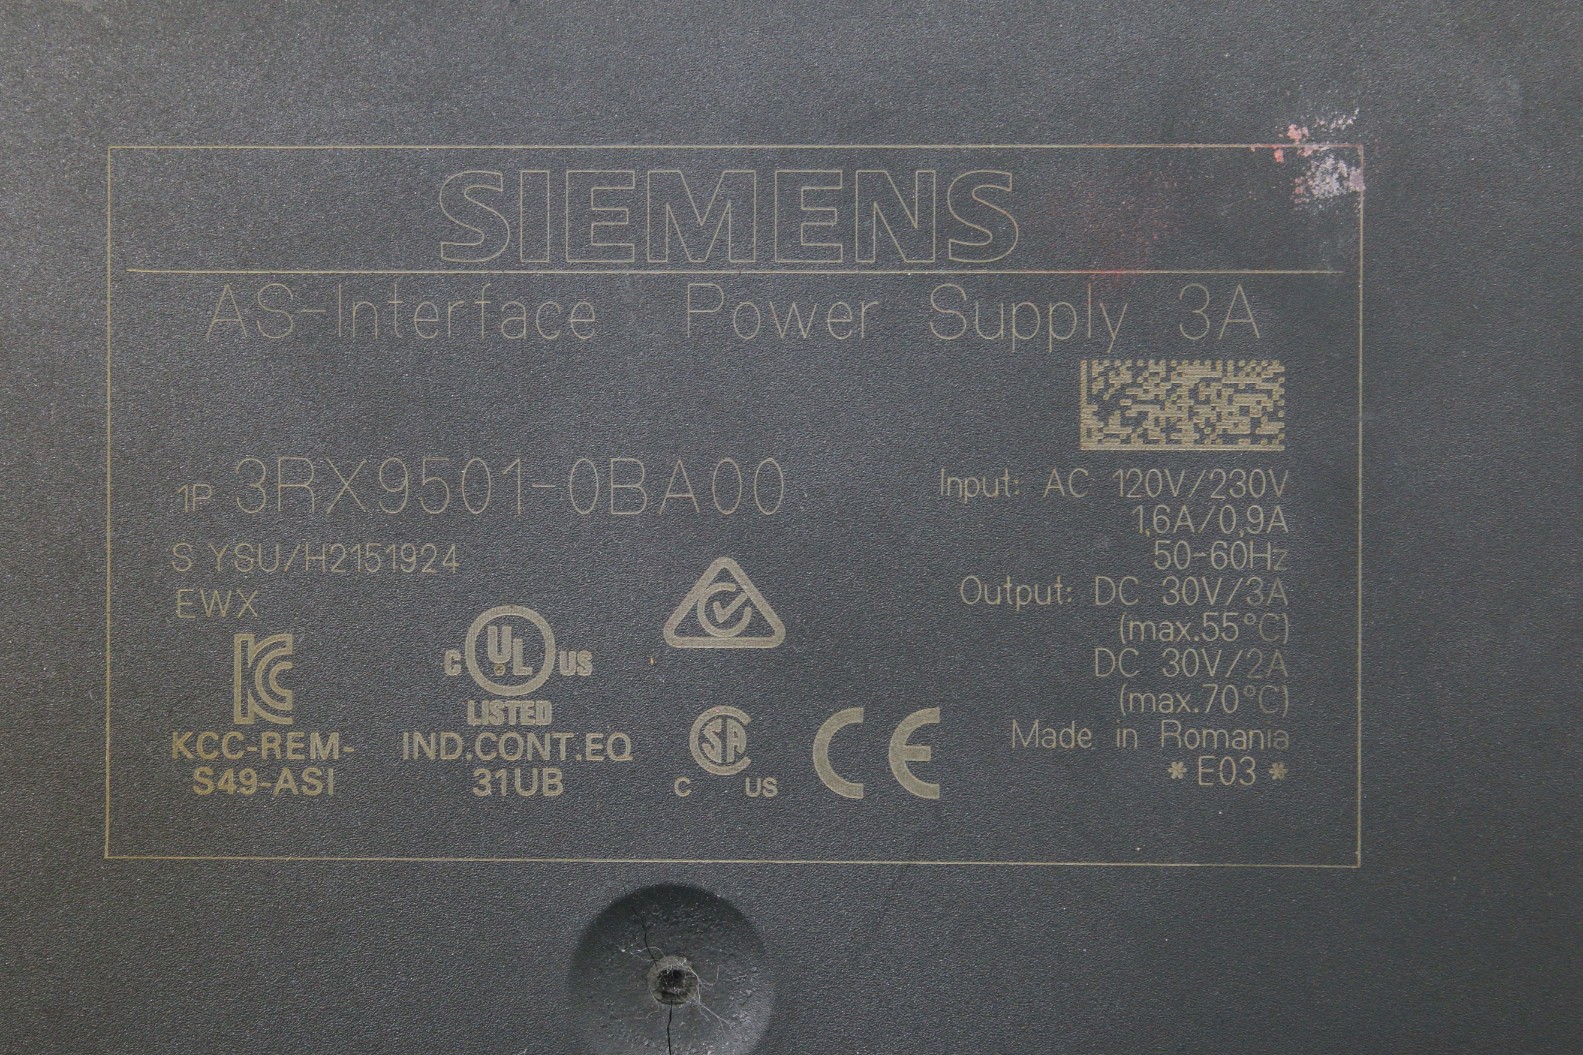 SIEMENS
AS-Interface Power Supply 3A
1P 3RX9501-0BA00
S YSU/H2151924
EWX
Input: AC 120V/230V
1,6A/0,9A
50-60Hz
Output: DC 30V/3A
(max.55°C)
DC 30V/2A
(max.70°C)
Made in Romania
*E03*
KC
KCC-REM-
S49-ASI
C UL US
LISTED
IND.CONT.EQ
31UB
SA
C US
CE